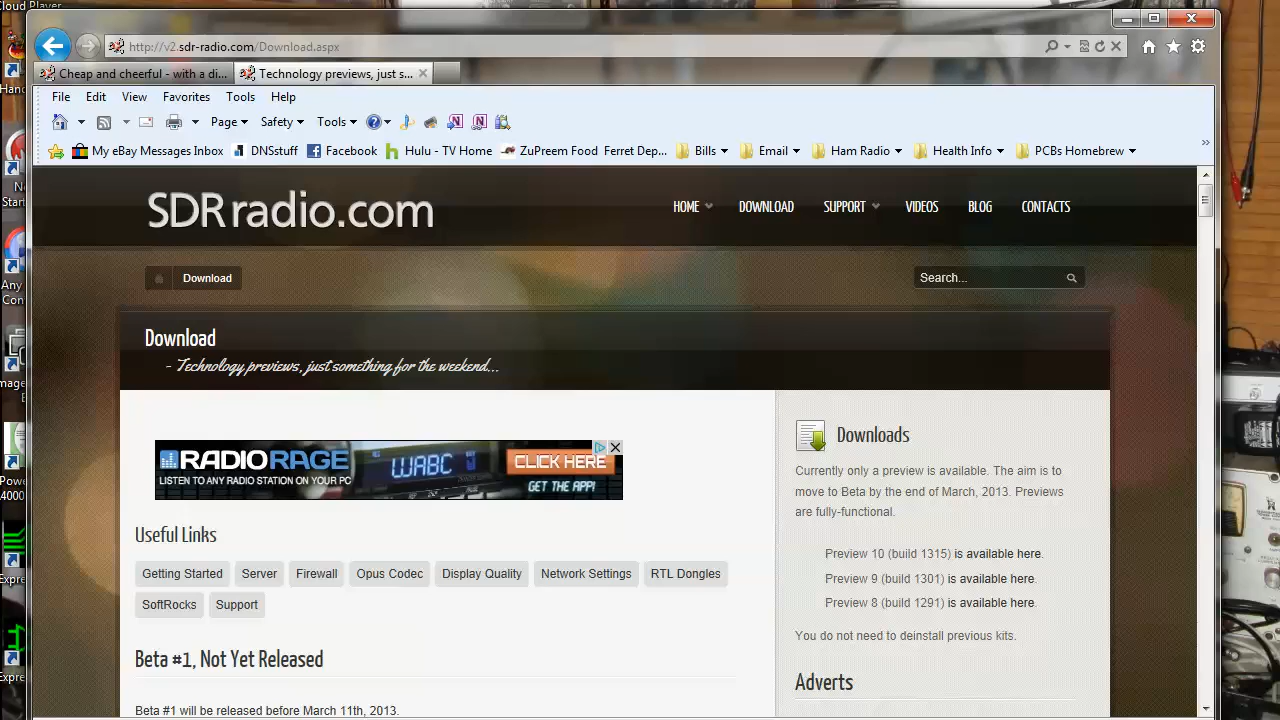 Cloud Player
http://v2.sdr-radio.com/Download.aspx
Cheap and cheerful - with a di...
Technology previews, just s...
File Edit View Favorites Tools Help
Page Safety Tools
My eBay Messages Inbox DNSstuff Facebook Hulu - TV Home ZuPreem Food Ferret Dep... Bills Email Ham Radio Health Info PCBs Homebrew
SDRradio.com
HOME DOWNLOAD SUPPORT VIDEOS BLOG CONTACTS
Download
Search...
Download
- Technology previews, just something for the weekend...
RADIORAGE
LISTEN TO ANY RADIO STATION ON YOUR PC
WABC
CLICK HERE
GET THE APP!
Useful Links
Getting Started Server Firewall Opus Codec Display Quality Network Settings RTL Dongles
SoftRocks Support
Beta #1, Not Yet Released
Beta #1 will be released before March 11th, 2013.
Downloads
Currently only a preview is available. The aim is to
move to Beta by the end of March, 2013. Previews
are fully-functional.
Preview 10 (build 1315) is available here.
Preview 9 (build 1301) is available here.
Preview 8 (build 1291) is available here.
You do not need to deinstall previous kits.
Adverts